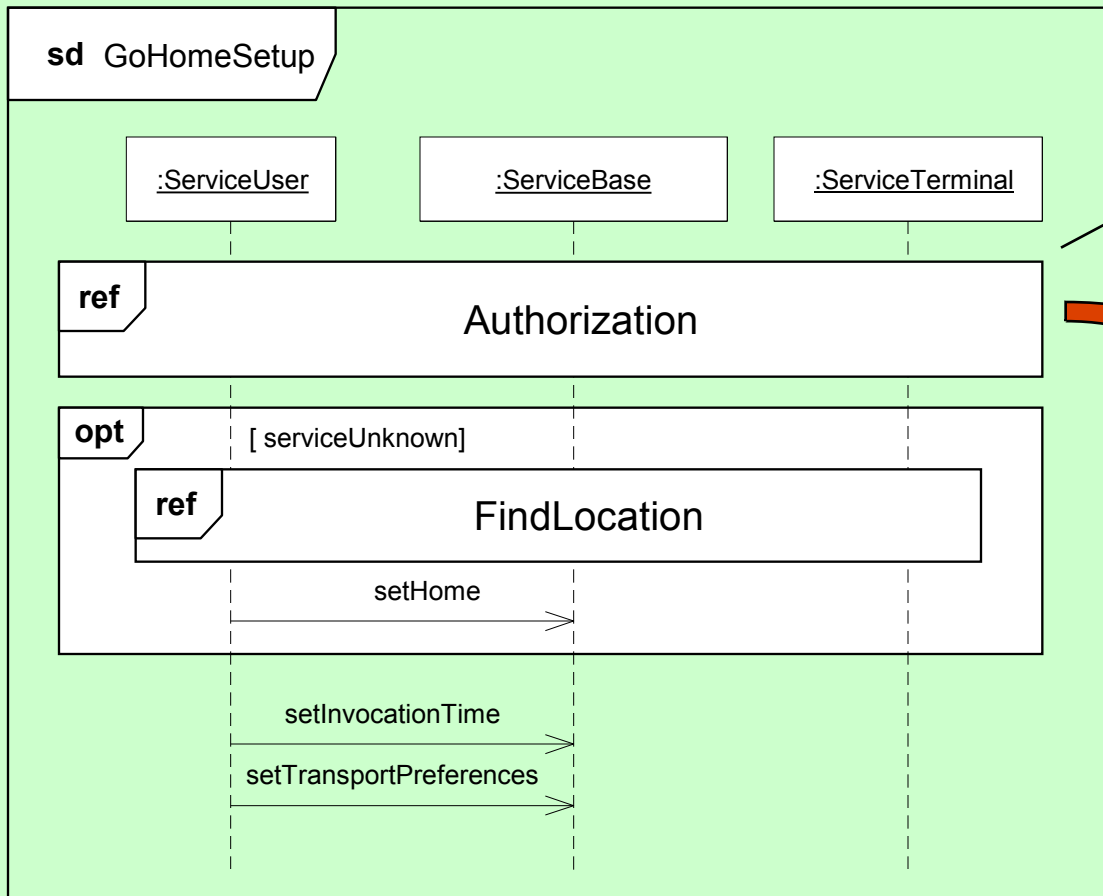 sd GoHomeSetup
:ServiceUser :ServiceBase :ServiceTerminal
ref
Authorization
opt
[ serviceUnknown]
ref
FindLocation
setHome
setInvocationTime
setTransportPreferences